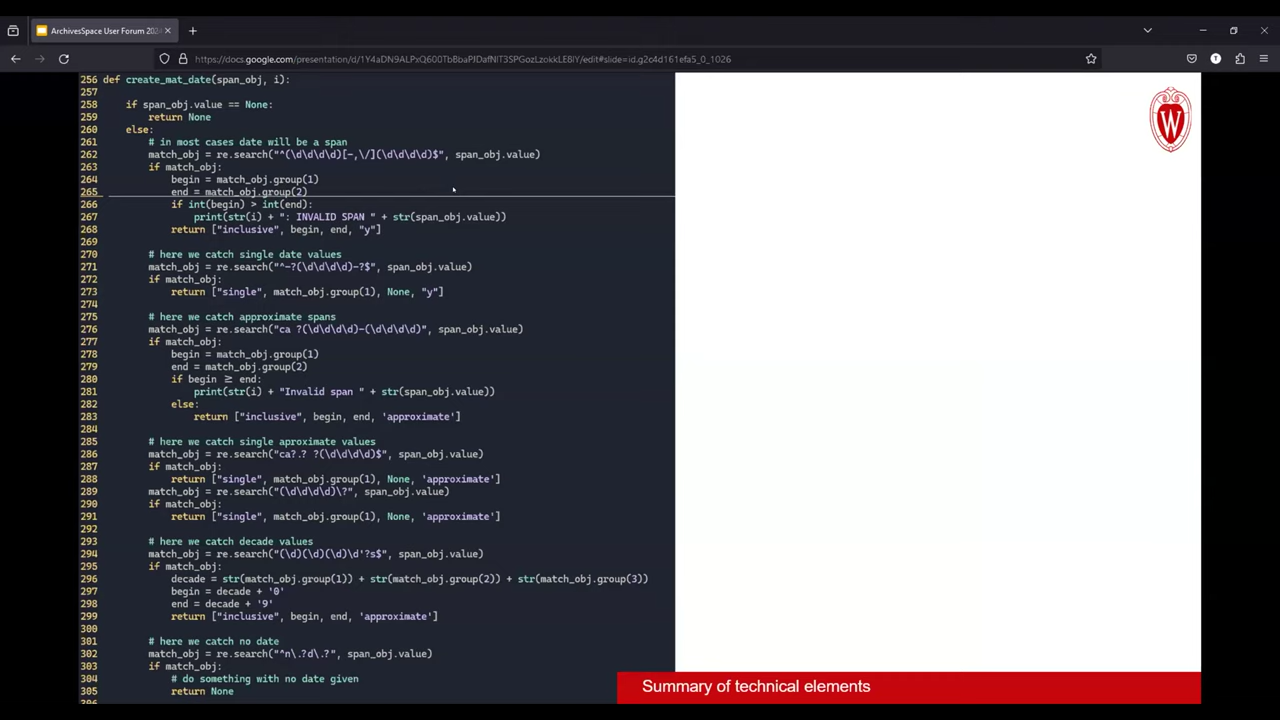 ArchivesSpace User Forum 202
https://docs.google.com/presentation/d/1Y4aDN9ALPxQ600TbBbaPJDafNIT3SPGozLzokkLEBIY/edit#slide=id.g2c4d161efa5_0_1026
256 def create_mat_date(span_obj, i):
257
258 if span_obj.value == None:
259 return None
260 else:
261 # in most cases date will be a span
262 match_obj = re.search("^(\d\d\d\d)[-,\/](\d\d\d\d)$", span_obj.value)
263 if match_obj:
264 begin = match_obj.group(1)
265 end = match_obj.group(2)
266 if int(begin) > int(end):
267 print(str(i) + ": INVALID SPAN " + str(span_obj.value))
268 return ["inclusive", begin, end, "y"]
269
270 # here we catch single date values
271 match_obj = re.search("^-?(\d\d\d\d)-?$", span_obj.value)
272 if match_obj:
273 return ["single", match_obj.group(1), None, "y"]
274
275 # here we catch approximate spans
276 match_obj = re.search("ca ?(\d\d\d\d)-(\d\d\d\d)", span_obj.value)
277 if match_obj:
278 begin = match_obj.group(1)
279 end = match_obj.group(2)
280 if begin ≥ end:
281 print(str(i) + "Invalid span " + str(span_obj.value))
282 else:
283 return ["inclusive", begin, end, 'approximate']
284
285 # here we catch single aproximate values
286 match_obj = re.search("ca?.? ?(\d\d\d\d)$", span_obj.value)
287 if match_obj:
288 return ["single", match_obj.group(1), None, 'approximate']
289 match_obj = re.search("(\d\d\d\d)\?", span_obj.value)
290 if match_obj:
291 return ["single", match_obj.group(1), None, 'approximate']
292
293 # here we catch decade values
294 match_obj = re.search("(\d)(\d)(\d)\d'?s$", span_obj.value)
295 if match_obj:
296 decade = str(match_obj.group(1)) + str(match_obj.group(2)) + str(match_obj.group(3))
297 begin = decade + '0'
298 end = decade + '9'
299 return ["inclusive", begin, end, 'approximate']
300
301 # here we catch no date
302 match_obj = re.search("^n\.?d\.?", span_obj.value)
303 if match_obj:
304 # do something with no date given
305 return None
W
Summary of technical elements